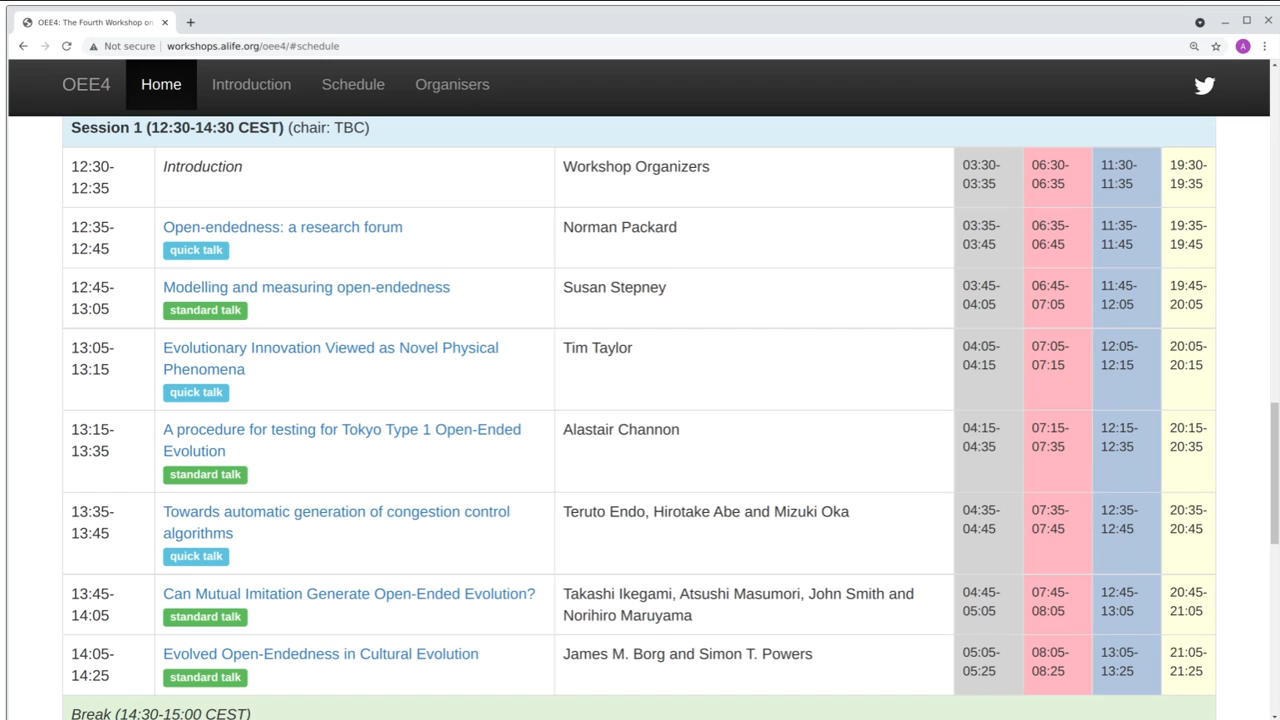 OEE4: The Fourth Workshop on
Not secure | workshops.alife.org/oee4/#schedule
A
OEE4 Home Introduction Schedule Organisers
Session 1 (12:30-14:30 CEST) (chair: TBC)
12:30-12:35 Introduction Workshop Organizers 03:30-03:35 06:30-06:35 11:30-11:35 19:30-19:35
12:35-12:45 Open-endedness: a research forum Norman Packard 03:35-03:45 06:35-06:45 11:35-11:45 19:35-19:45
quick talk
12:45-13:05 Modelling and measuring open-endedness Susan Stepney 03:45-04:05 06:45-07:05 11:45-12:05 19:45-20:05
standard talk
13:05-13:15 Evolutionary Innovation Viewed as Novel Physical Tim Taylor 04:05-04:15 07:05-07:15 12:05-12:15 20:05-20:15
Phenomena
quick talk
13:15-13:35 A procedure for testing for Tokyo Type 1 Open-Ended Alastair Channon 04:15-04:35 07:15-07:35 12:15-12:35 20:15-20:35
Evolution
standard talk
13:35-13:45 Towards automatic generation of congestion control Teruto Endo, Hirotake Abe and Mizuki Oka 04:35-04:45 07:35-07:45 12:35-12:45 20:35-20:45
algorithms
quick talk
13:45-14:05 Can Mutual Imitation Generate Open-Ended Evolution? Takashi Ikegami, Atsushi Masumori, John Smith and 04:45-05:05 07:45-08:05 12:45-13:05 20:45-21:05
standard talk Norihiro Maruyama
14:05-14:25 Evolved Open-Endedness in Cultural Evolution James M. Borg and Simon T. Powers 05:05-05:25 08:05-08:25 13:05-13:25 21:05-21:25
standard talk
Break (14:30-15:00 CEST)